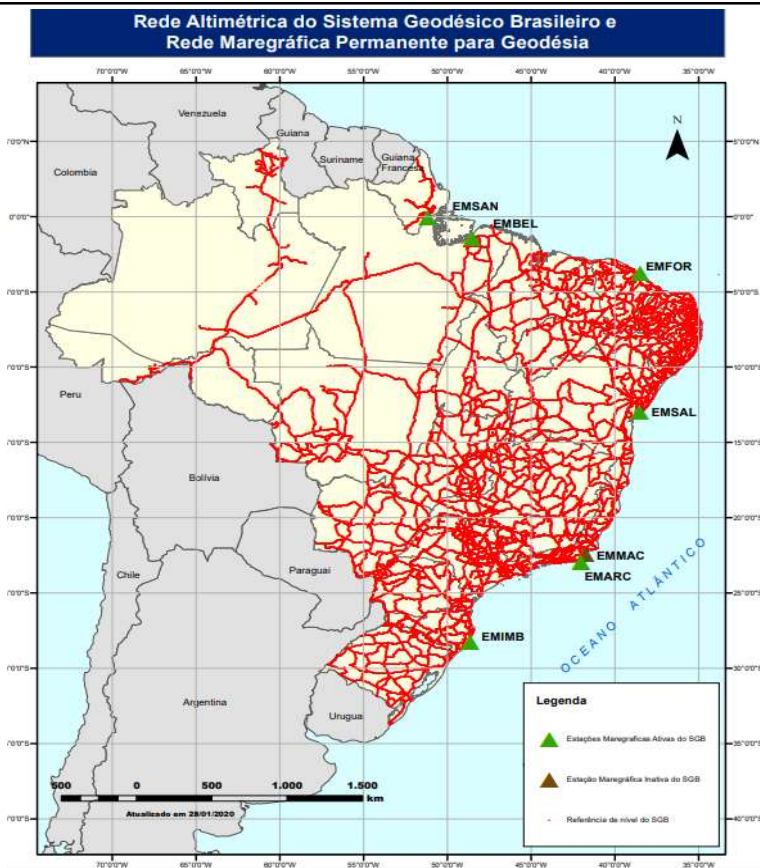 Rede Altimétrica do Sistema Geodésico Brasileiro e
Rede Maregráfica Permanente para Geodésia
70°0'0"W 65°0'0"W 60°0'0"W 55°0'0"W 50°0'0"W 45°0'0"W 40°0'0"W 35°0'0"W
N
Venezuela
Guiana
Suriname
Guiana
Francesa
Colombia
EMSAN
EMBEL
EMFOR
Peru
EMSAL
Bolívia
EMMAC
EMARC
Paraguai
Chile
OCEANO ATLÂNTICO
EMIMB
Argentina
Urugua
Legenda
Estações Maregraficas Ativas do SGB
Estação Maregráfica Inativa do SGB
Referência de nível do SGB
500 0 500 1.000 1.500
km
Atualizado em 28/01/2020